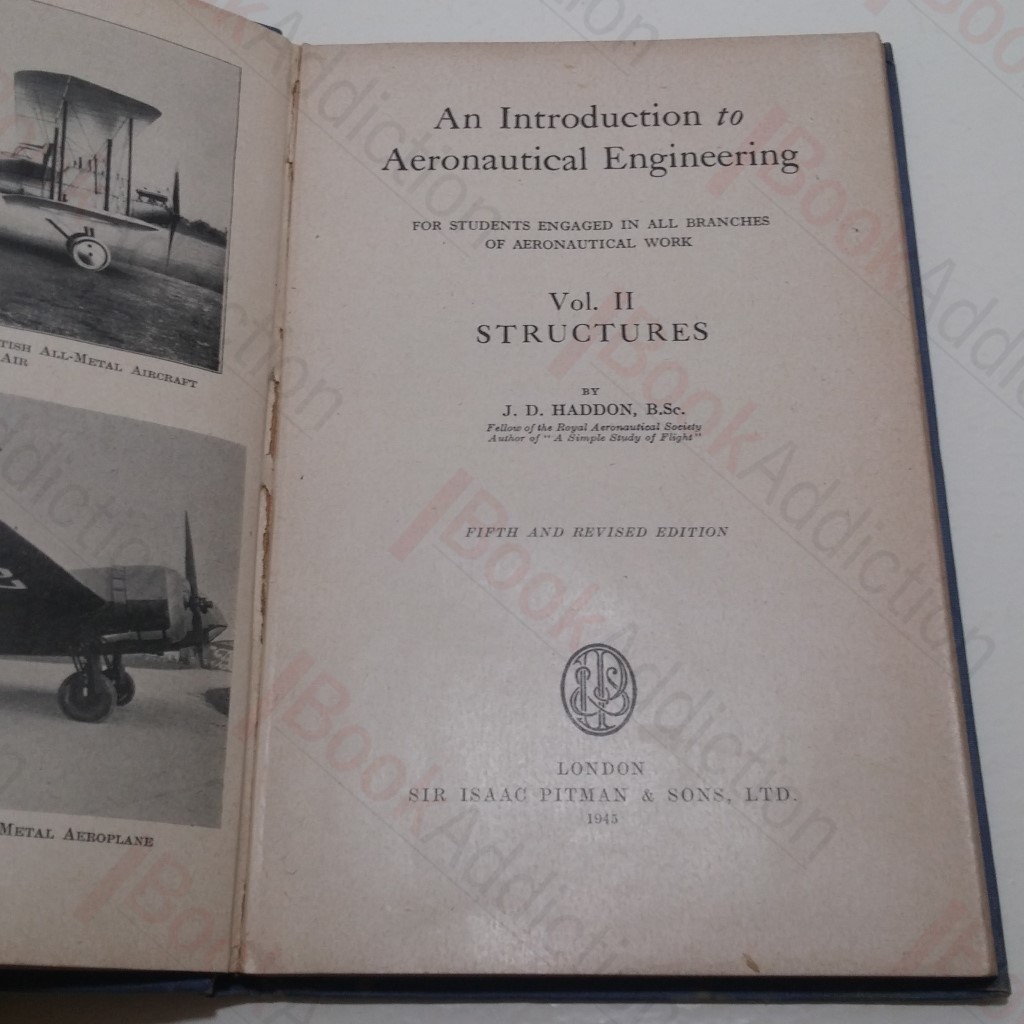 TISH ALL-METAL AIRCRAFT
AIR
METAL AEROPLANE
An Introduction to
Aeronautical Engineering
FOR STUDENTS ENGAGED IN ALL BRANCHES
OF AERONAUTICAL WORK
Vol. II
STRUCTURES
BY
J. D. HADDON, B.Sc.
Fellow of the Royal Aeronautical Society
Author of "A Simple Study of Flight"
FIFTH AND REVISED EDITION
LONDON
SIR ISAAC PITMAN & SONS, LTD.
1945
BookAddiction